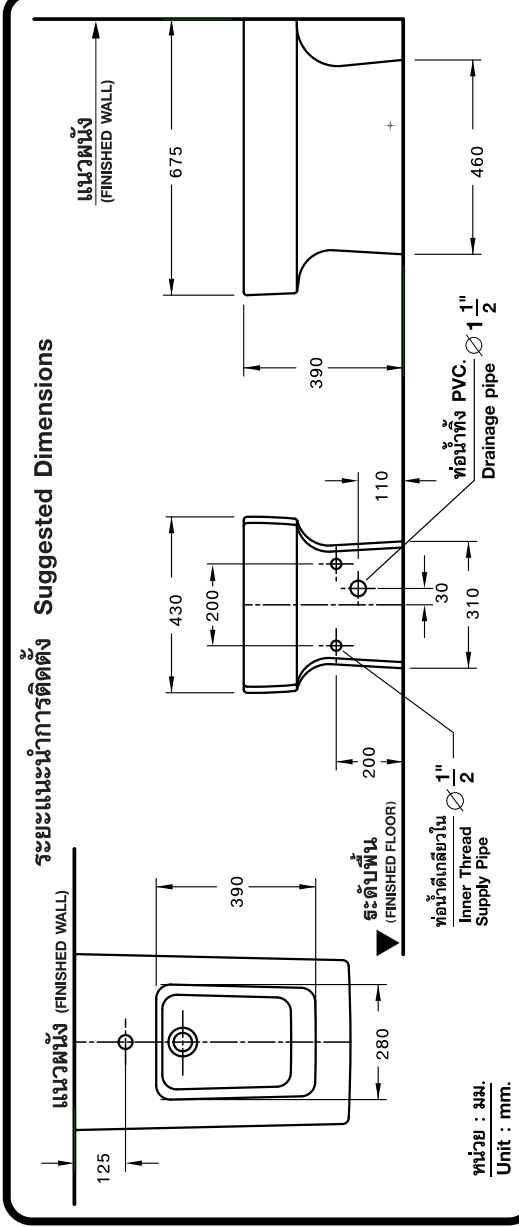 ระยะแนะนำการติดตั้ง Suggested Dimensions
แนวผนัง (FINISHED WALL)
125
390
280
หน่วย : มม.
Unit : mm.
ระดับพื้น
(FINISHED FLOOR)
430
200
200
110
30
310
ท่อน้ำดีเกลียวใน
Inner Thread
Supply Pipe
∅ 1"/2
ท่อน้ำทิ้ง PVC. ∅ 1 1"/2
Drainage pipe
แนวผนัง
(FINISHED WALL)
675
390
460